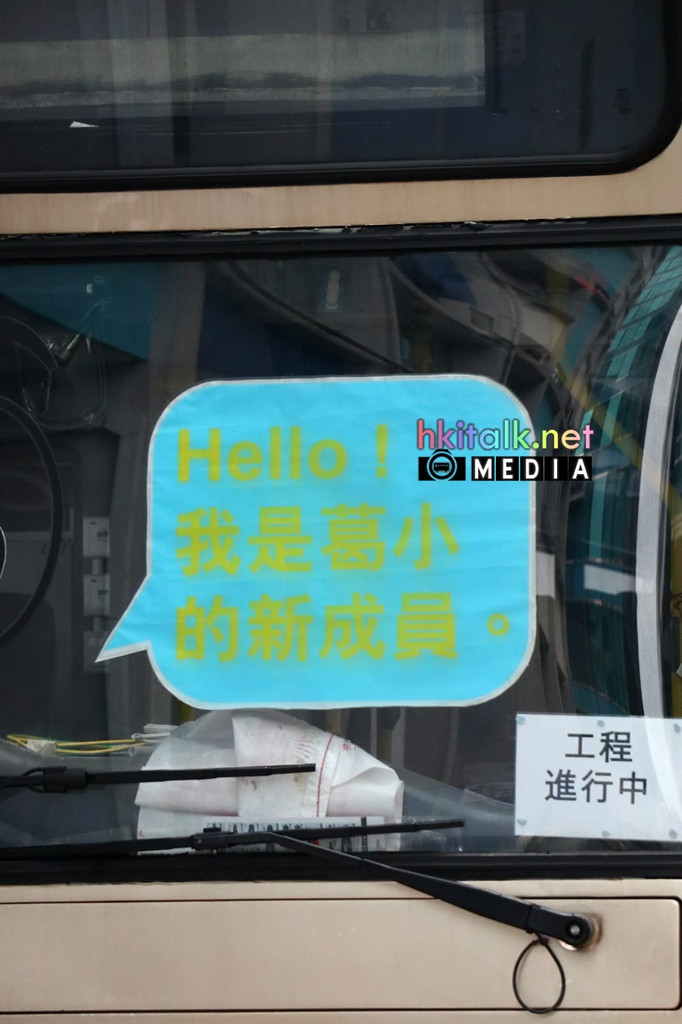 Hello！
我是葛小
的新成員。
hkitalk.net
MEDIA
工程
進行中